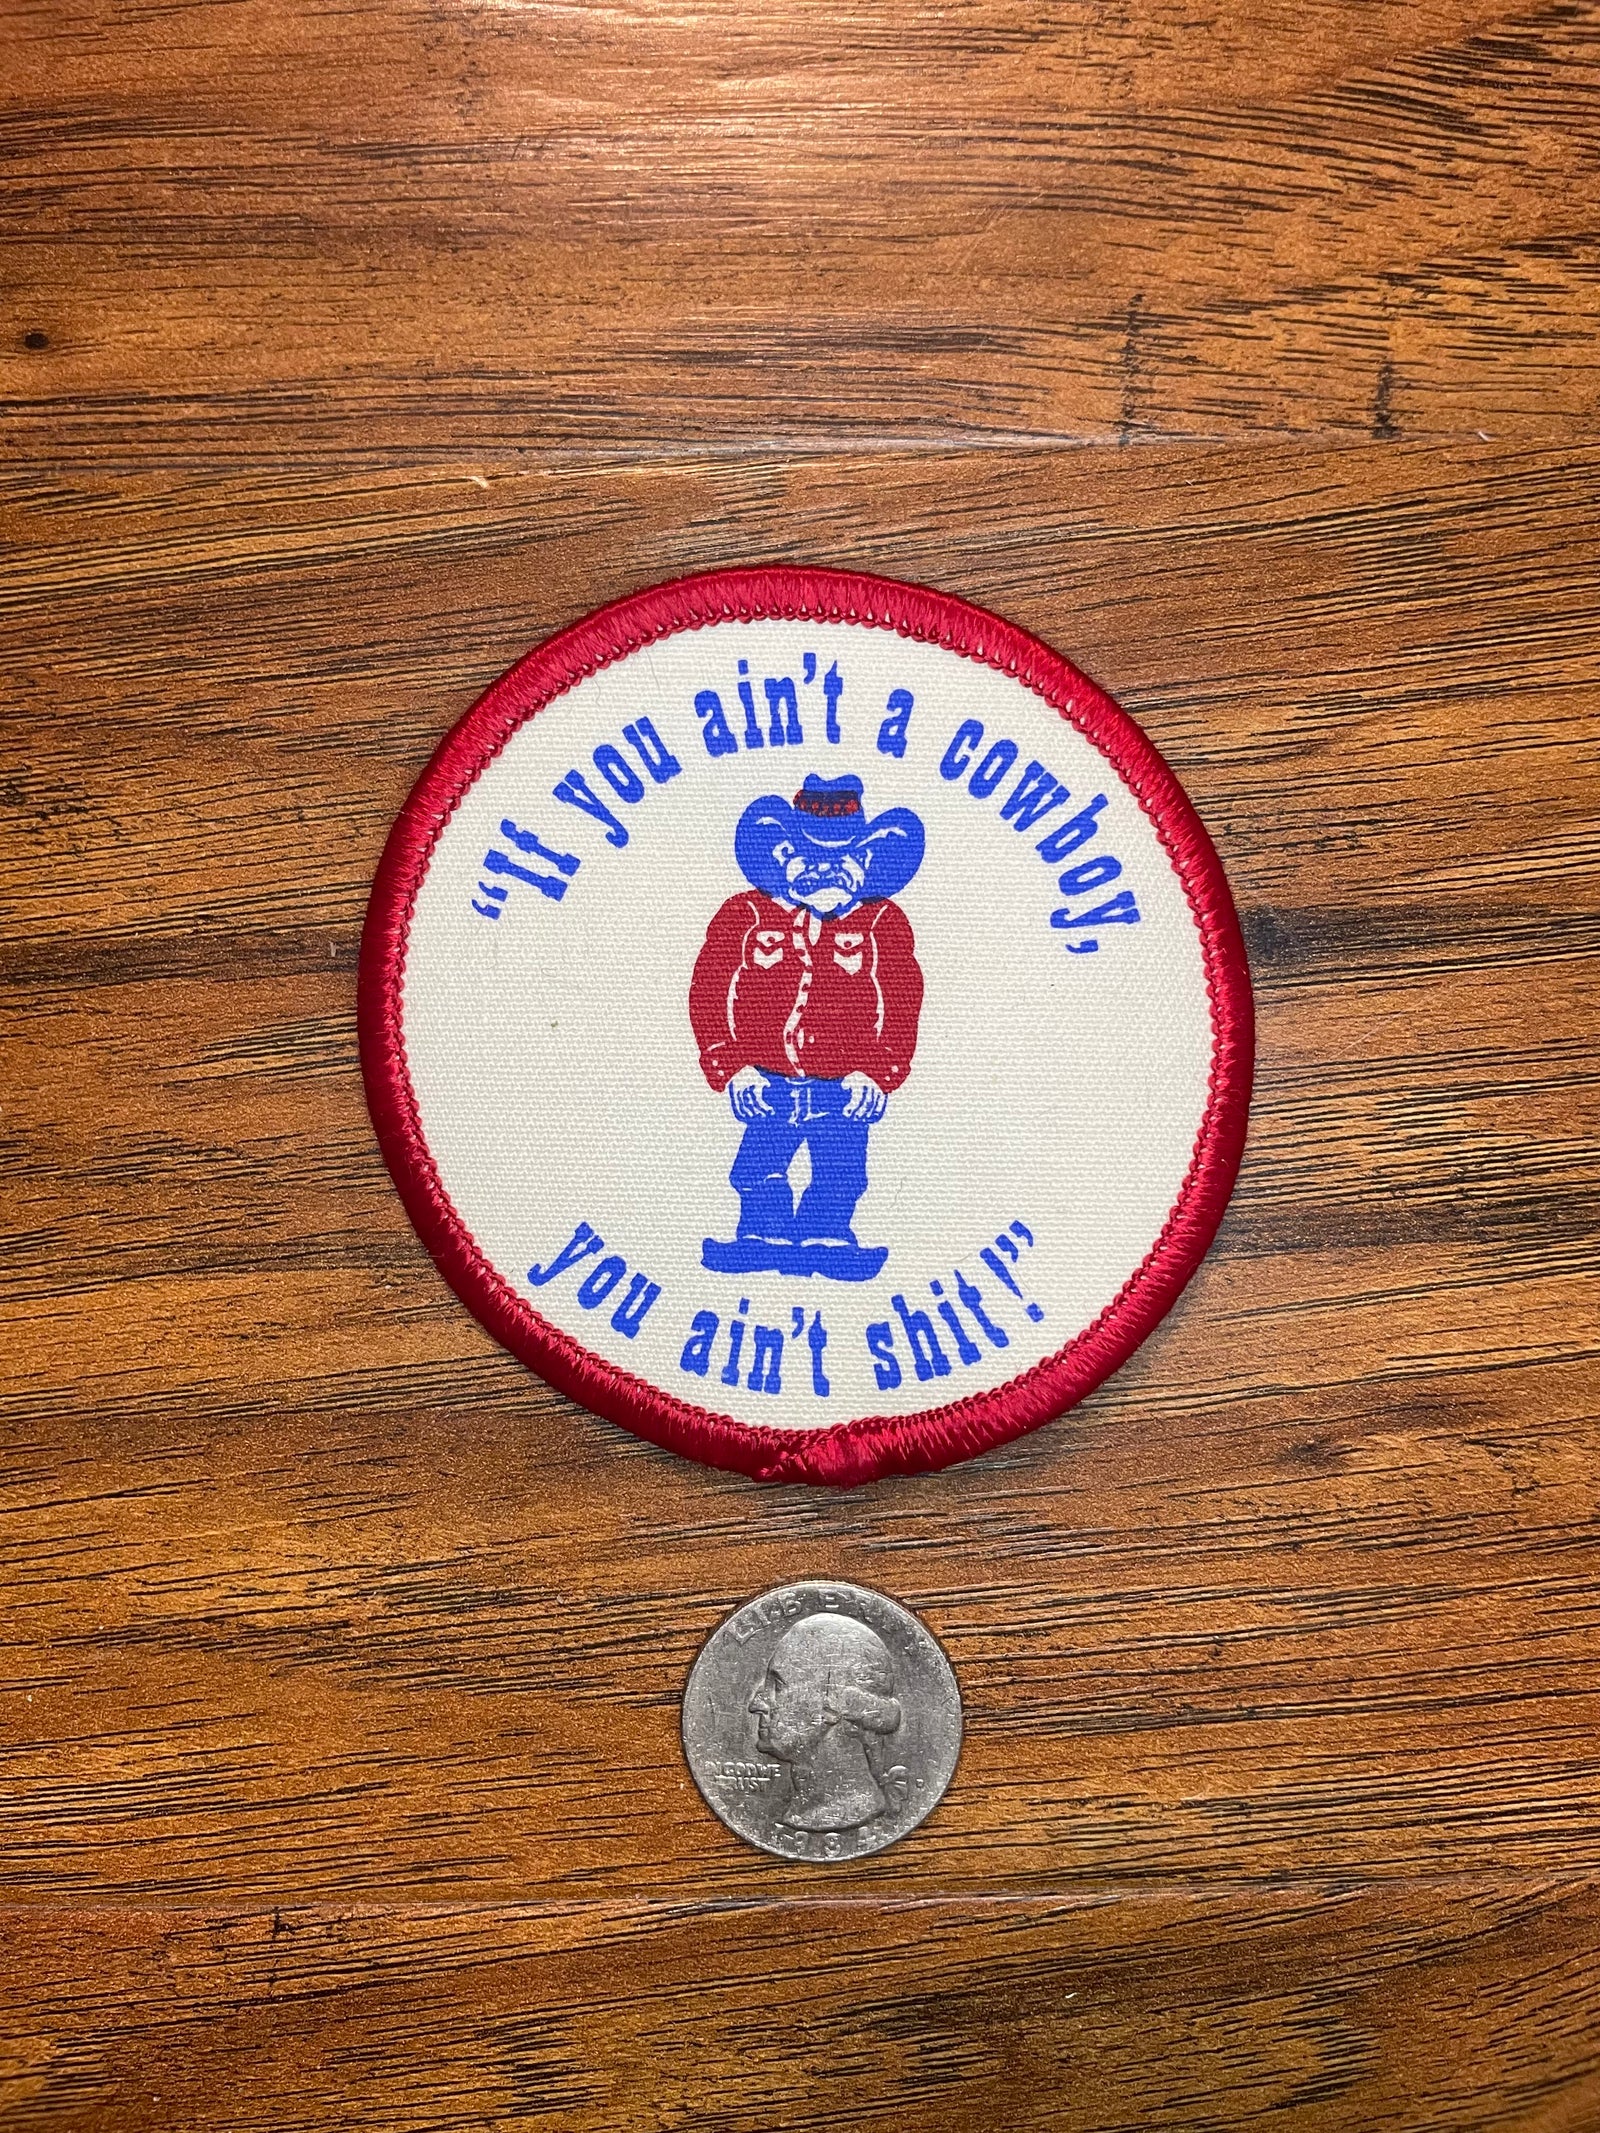 “If you ain't a cowboy,
you ain't shit!”
LIBERTY
IN GOD WE
TRUST
D